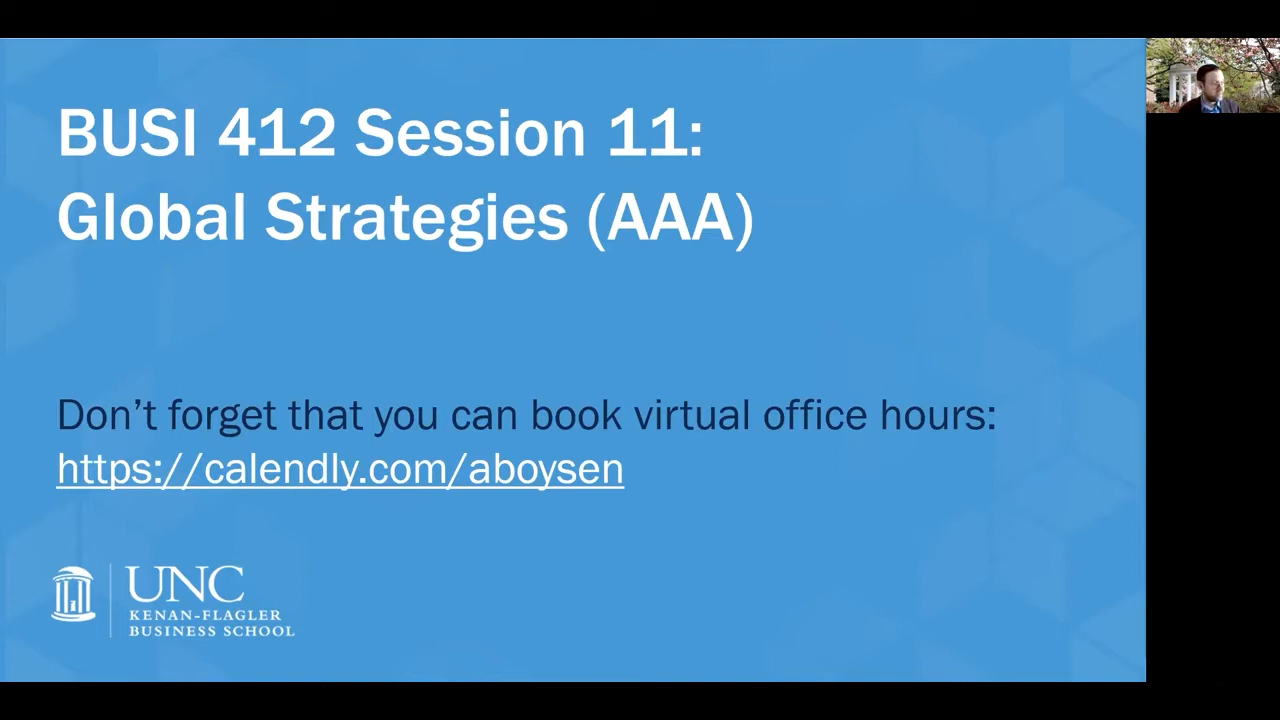 BUSI 412 Session 11:
Global Strategies (AAA)
Don’t forget that you can book virtual office hours:
https://calendly.com/aboysen
UNC
KENAN-FLAGLER
BUSINESS SCHOOL